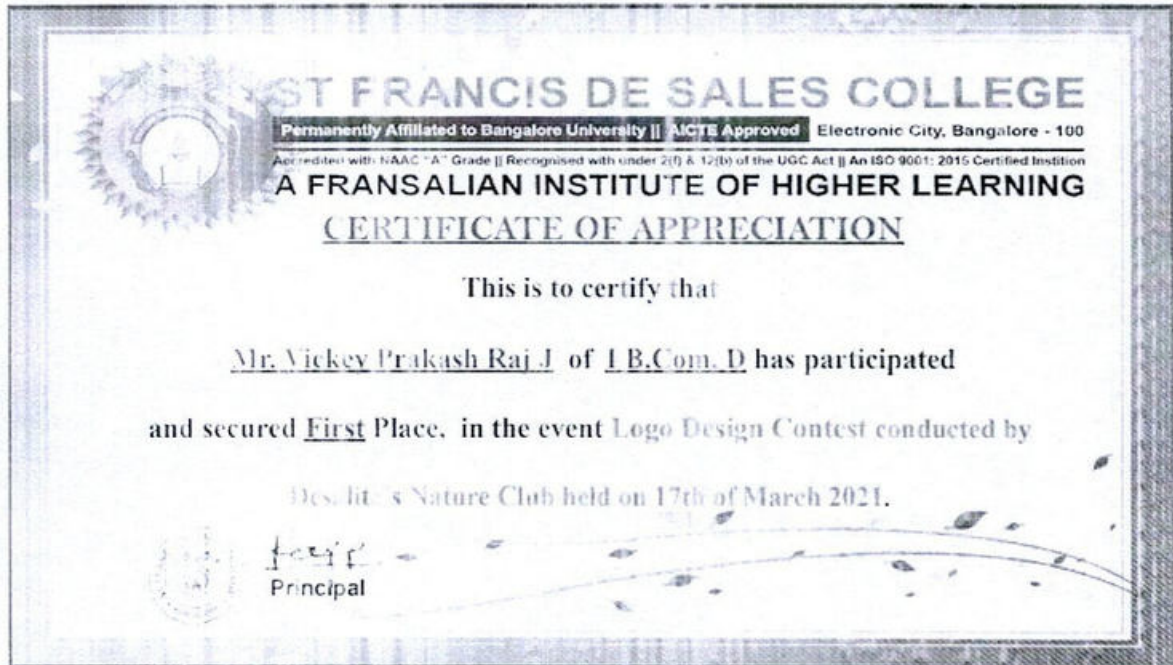 ST FRANCIS DE SALES COLLEGE
Permanently Affiliated to Bangalore University || AICTE Approved Electronic City, Bangalore - 100
Accredited with NAAC "A" Grade || Recognised with under 2(f) & 12(b) of the UGC Act || An ISO 9001: 2015 Certified Instition
A FRANSALIAN INSTITUTE OF HIGHER LEARNING
CERTIFICATE OF APPRECIATION
This is to certify that
Mr. Vickey Prakash Raj J of I B.Com. D has participated
and secured First Place, in the event Logo Design Contest conducted by
Nature Club held on 17th of March 2021.
Principal